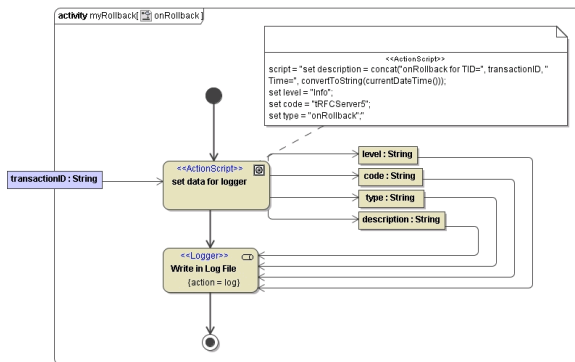 activity myRollback[ onRollback ]
<<ActionScript>>
script = "set description = concat("onRollback for TID=", transactionID, "
Time=", convertToString(currentDateTime()));
set level = "Info";
set code = "tRFCServer5";
set type = "onRollback";"
transactionID : String
<<ActionScript>>
set data for logger
level : String
code : String
type : String
description : String
<<Logger>>
Write in Log File
{action = log}